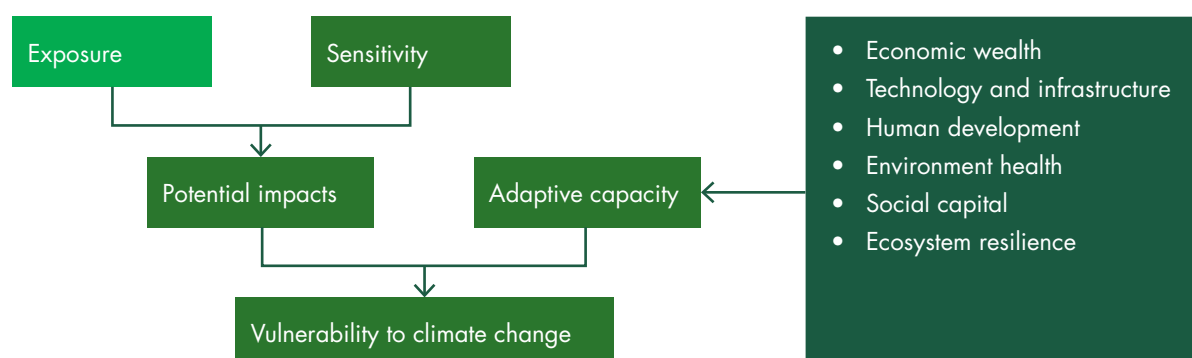 Exposure
Sensitivity
Potential impacts
Adaptive capacity
Vulnerability to climate change
• Economic wealth
• Technology and infrastructure
• Human development
• Environment health
• Social capital
• Ecosystem resilience